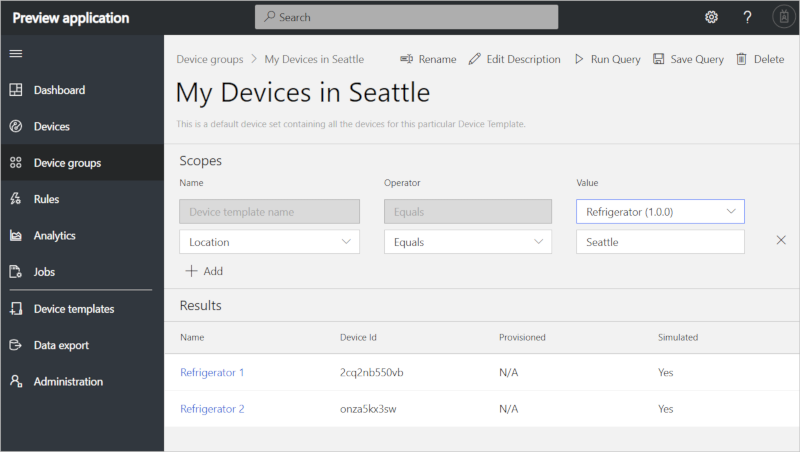 Preview application
Search
?
Dashboard
Devices
Device groups
Rules
Analytics
Jobs
Device templates
Data export
Administration
Device groups > My Devices in Seattle
Rename
Edit Description
Run Query
Save Query
Delete
My Devices in Seattle
This is a default device set containing all the devices for this particular Device Template.
Scopes
Name Operator Value
Device template name Equals Refrigerator (1.0.0)
Location Equals Seattle
Add
Results
Name Device Id Provisioned Simulated
Refrigerator 1 2cq2nb550vb N/A Yes
Refrigerator 2 onza5kx3sw N/A Yes